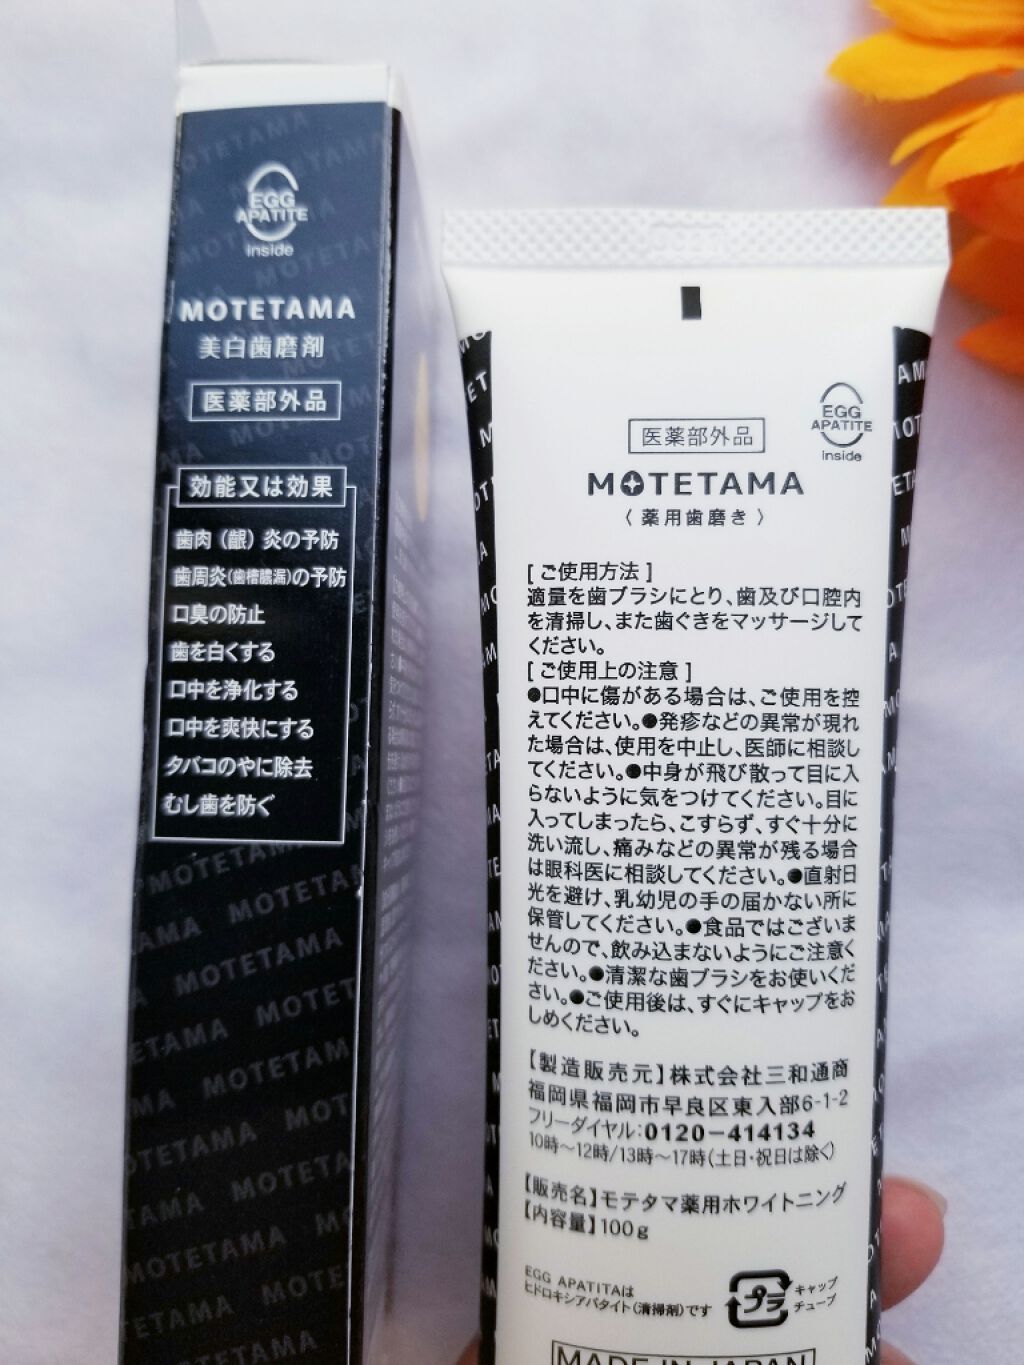 EGG
APATITE
inside
MOTETAMA
美白歯磨剤
医薬部外品
効能又は効果
歯肉(齦)炎の予防
歯周炎(歯槽膿漏)の予防
口臭の防止
歯を白くする
口中を浄化する
口中を爽快にする
タバコのやに除去
むし歯を防ぐ
EGG
APATITE
inside
医薬部外品
MOTETAMA
〈薬用歯磨き〉
[ご使用方法]
適量を歯ブラシにとり、歯及び口腔内
を清掃し、また歯ぐきをマッサージして
ください。
[ご使用上の注意]
●口中に傷がある場合は、ご使用を控
えてください。●発疹などの異常が現れ
た場合は、使用を中止し、医師に相談し
てください。●中身が飛び散って目に入
らないように気をつけてください。目に
入ってしまったら、こすらず、すぐ十分に
洗い流し、痛みなどの異常が残る場合
は眼科医に相談してください。●直射日
光を避け、乳幼児の手の届かない所に
保管してください。●食品ではございま
せんので、飲み込まないようにご注意く
ださい。●清潔な歯ブラシをお使いくだ
さい。●ご使用後は、すぐにキャップをお
しめください。
【製造販売元】株式会社三和通商
福岡県福岡市早良区東入部6-1-2
フリーダイヤル:0120-414134
10時～12時/13時～17時(土日・祝日は除く)
【販売名】モテタマ薬用ホワイトニング
【内容量】100g
EGG APATITAは
ヒドロキシアパタイト(清掃剤)です
プラ
キャップ
チューブ
MADE IN JAPAN